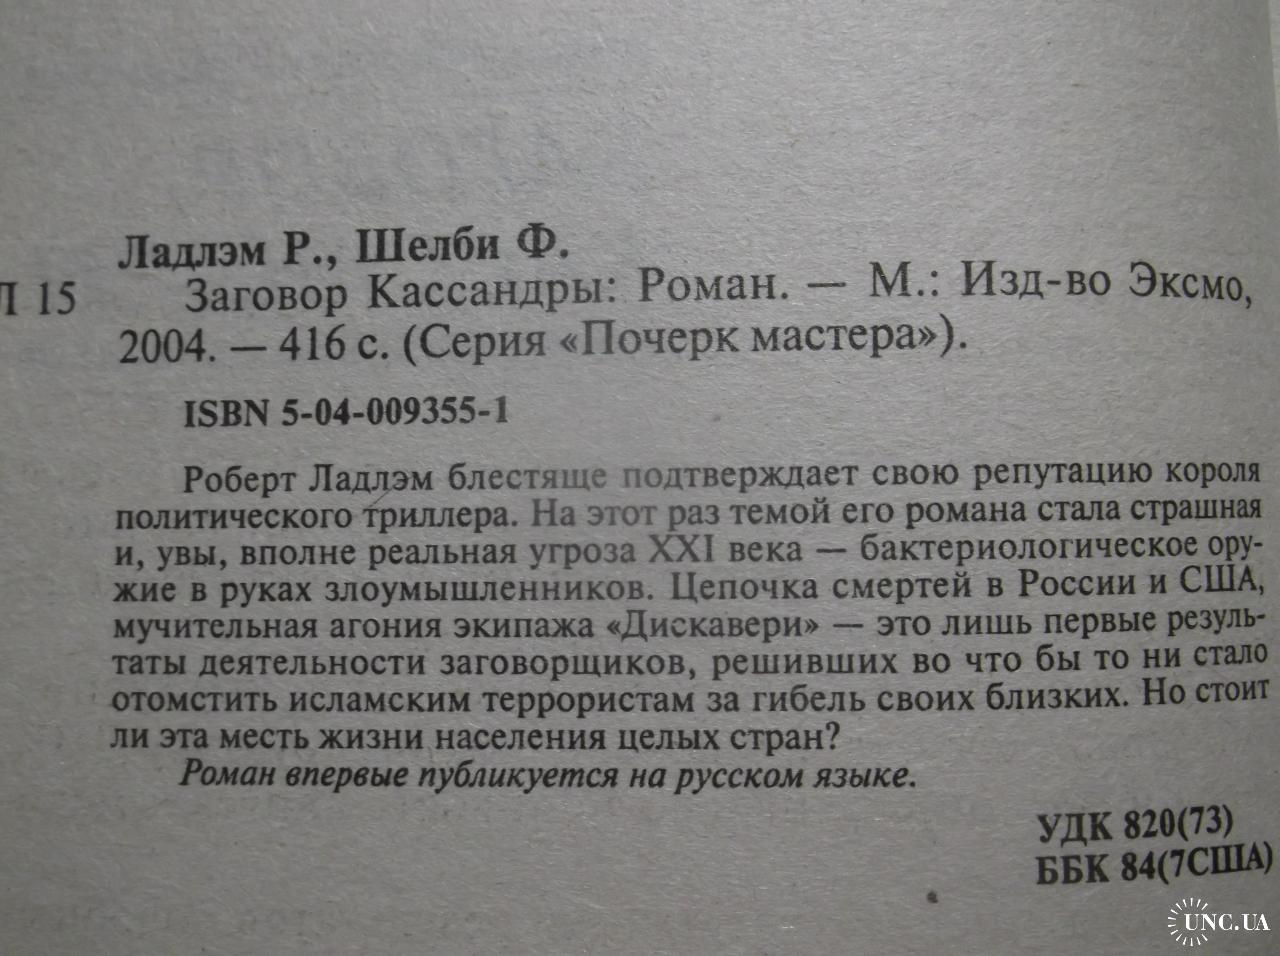 Ладлэм Р., Шелби Ф.
Л 15 Заговор Кассандры: Роман. — М.: Изд-во Эксмо,
2004. — 416 с. (Серия «Почерк мастера»).
ISBN 5-04-009355-1
Роберт Ладлэм блестяще подтверждает свою репутацию короля
политического триллера. На этот раз темой его романа стала страшная
и, увы, вполне реальная угроза XXI века — бактериологическое ору-
жие в руках злоумышленников. Цепочка смертей в России и США,
мучительная агония экипажа «Дискавери» — это лишь первые резуль-
таты деятельности заговорщиков, решивших во что бы то ни стало
отомстить исламским террористам за гибель своих близких. Но стоит
ли эта месть жизни населения целых стран?
Роман впервые публикуется на русском языке.
УДК 820(73)
ББК 84(7США)
UNC.UA